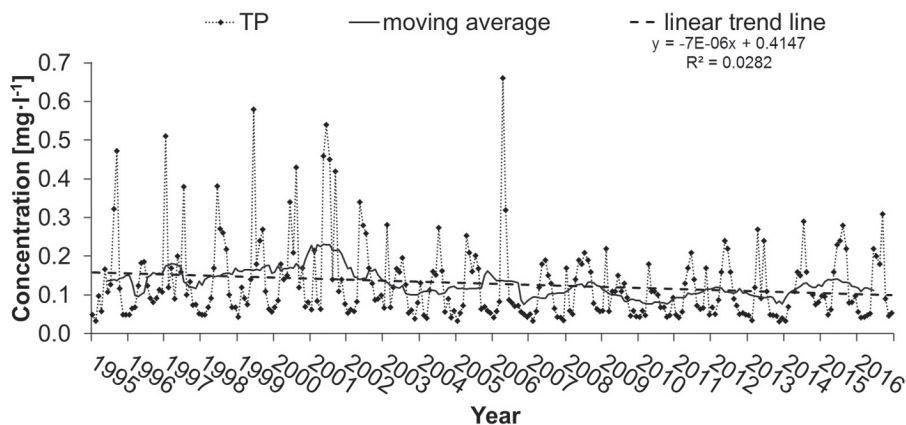 TP moving average linear trend line
y = -7E-06x + 0.4147
R² = 0.0282
Concentration [mg·l⁻¹]
0.7
0.6
0.5
0.4
0.3
0.2
0.1
0.0
1995 1996 1997 1998 1999 2000 2001 2002 2003 2004 2005 2006 2007 2008 2009 2010 2011 2012 2013 2014 2015 2016
Year